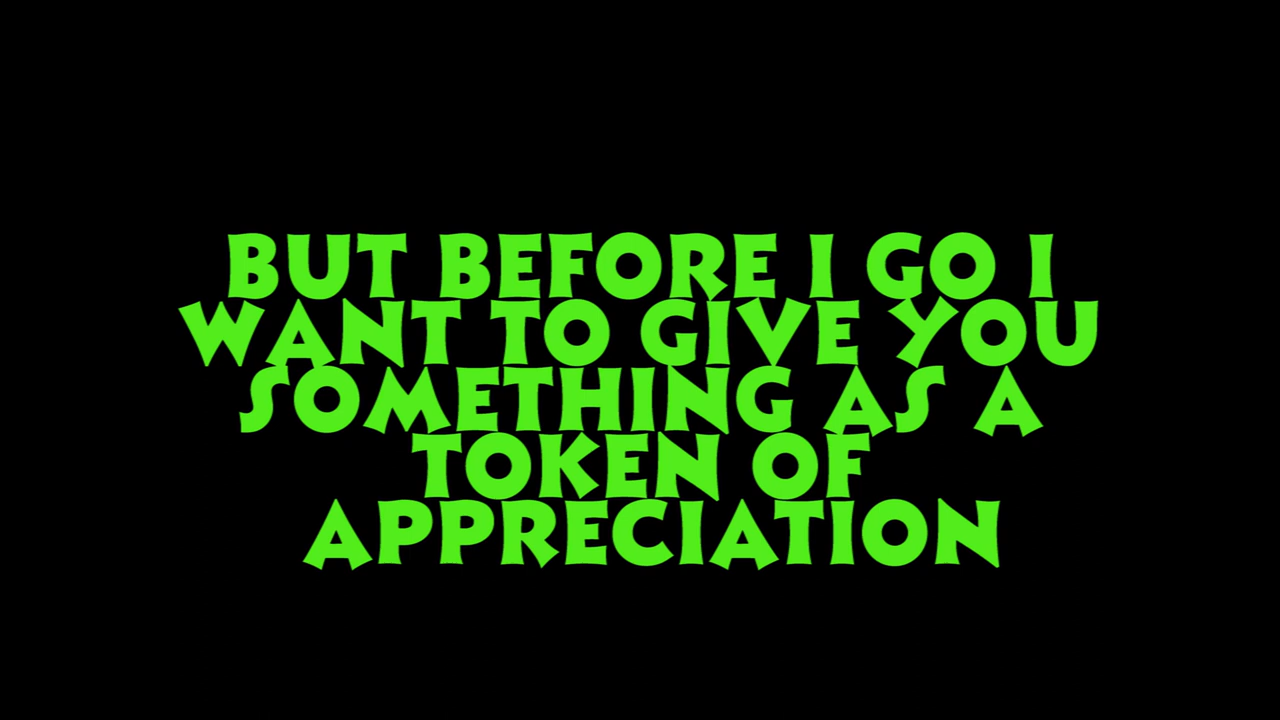 BUT BEFORE I GO I
WANT TO GIVE YOU
SOMETHING AS A
TOKEN OF
APPRECIATION